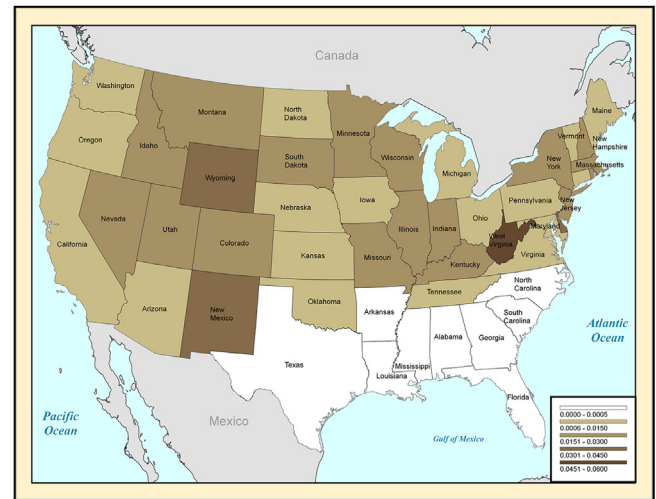 Canada
Washington
Montana
North
Dakota
Minnesota
Maine
Vermont
New
Hampshire
Oregon
Idaho
South
Dakota
Wisconsin
Michigan
New
York
Massachusetts
Wyoming
Iowa
Pennsylvania
New
Jersey
Nebraska
Nevada
Utah
Colorado
Illinois
Indiana
Ohio
West
Virginia
Maryland
Virginia
California
Kansas
Missouri
Kentucky
Arizona
New
Mexico
Oklahoma
Tennessee
North
Carolina
Arkansas
South
Carolina
Texas
Louisiana
Mississippi
Alabama
Georgia
Florida
Atlantic
Ocean
Pacific
Ocean
Mexico
Gulf of Mexico
0.0000 - 0.0005
0.0006 - 0.0150
0.0151 - 0.0300
0.0301 - 0.0450
0.0451 - 0.0600